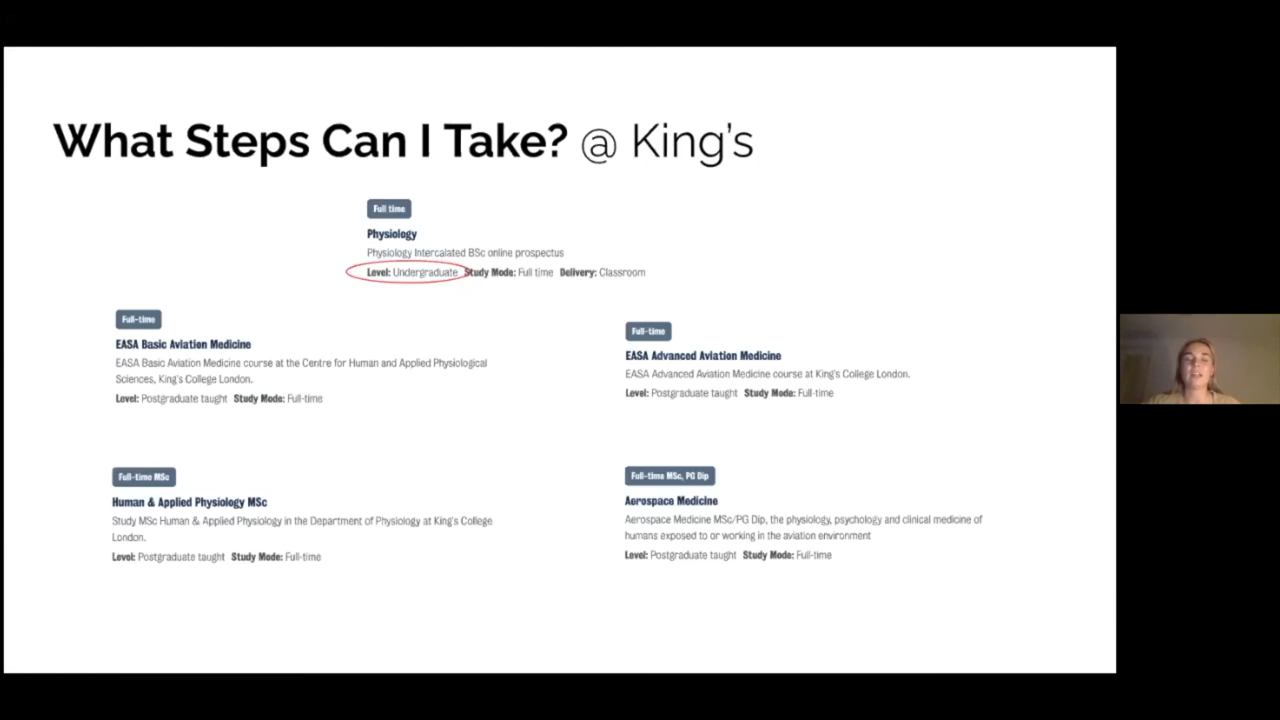 What Steps Can I Take? @ King's
Full time
Physiology
Physiology Intercalated BSc online prospectus
Level: Undergraduate Study Mode: Full time Delivery: Classroom
Full-time
EASA Basic Aviation Medicine
EASA Basic Aviation Medicine course at the Centre for Human and Applied Physiological
Sciences, King's College London.
Level: Postgraduate taught Study Mode: Full-time
Full-time
EASA Advanced Aviation Medicine
EASA Advanced Aviation Medicine course at King's College London.
Level: Postgraduate taught Study Mode: Full-time
Full-time MSc
Human & Applied Physiology MSc
Study MSc Human & Applied Physiology in the Department of Physiology at King's College
London.
Level: Postgraduate taught Study Mode: Full-time
Full-time MSc, PG Dip
Aerospace Medicine
Aerospace Medicine MSc/PG Dip, the physiology, psychology and clinical medicine of
humans exposed to or working in the aviation environment
Level: Postgraduate taught Study Mode: Full-time